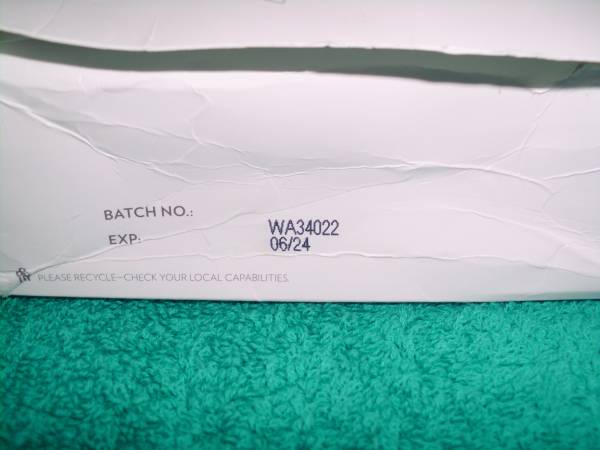 BATCH NO.:
WA34022
EXP:
06/24
PLEASE RECYCLE–CHECK YOUR LOCAL CAPABILITIES.